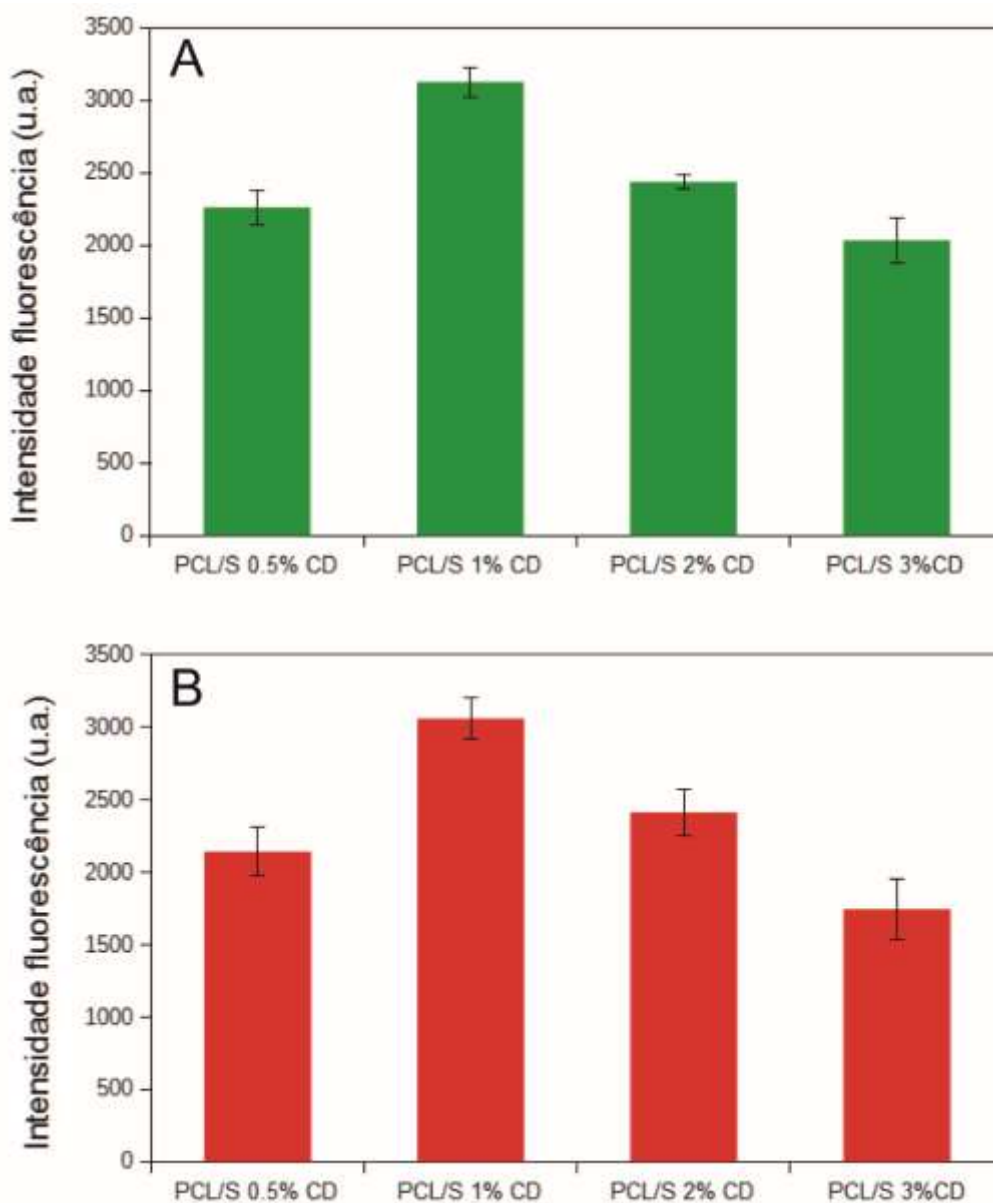 A
Intensidade fluorescência (u.a.)
3500
3000
2500
2000
1500
1000
500
0
PCL/S 0.5% CD PCL/S 1% CD PCL/S 2% CD PCL/S 3%CD
B
Intensidade fluorescência (u.a.)
3500
3000
2500
2000
1500
1000
500
0
PCL/S 0.5% CD PCL/S 1% CD PCL/S 2% CD PCL/S 3%CD